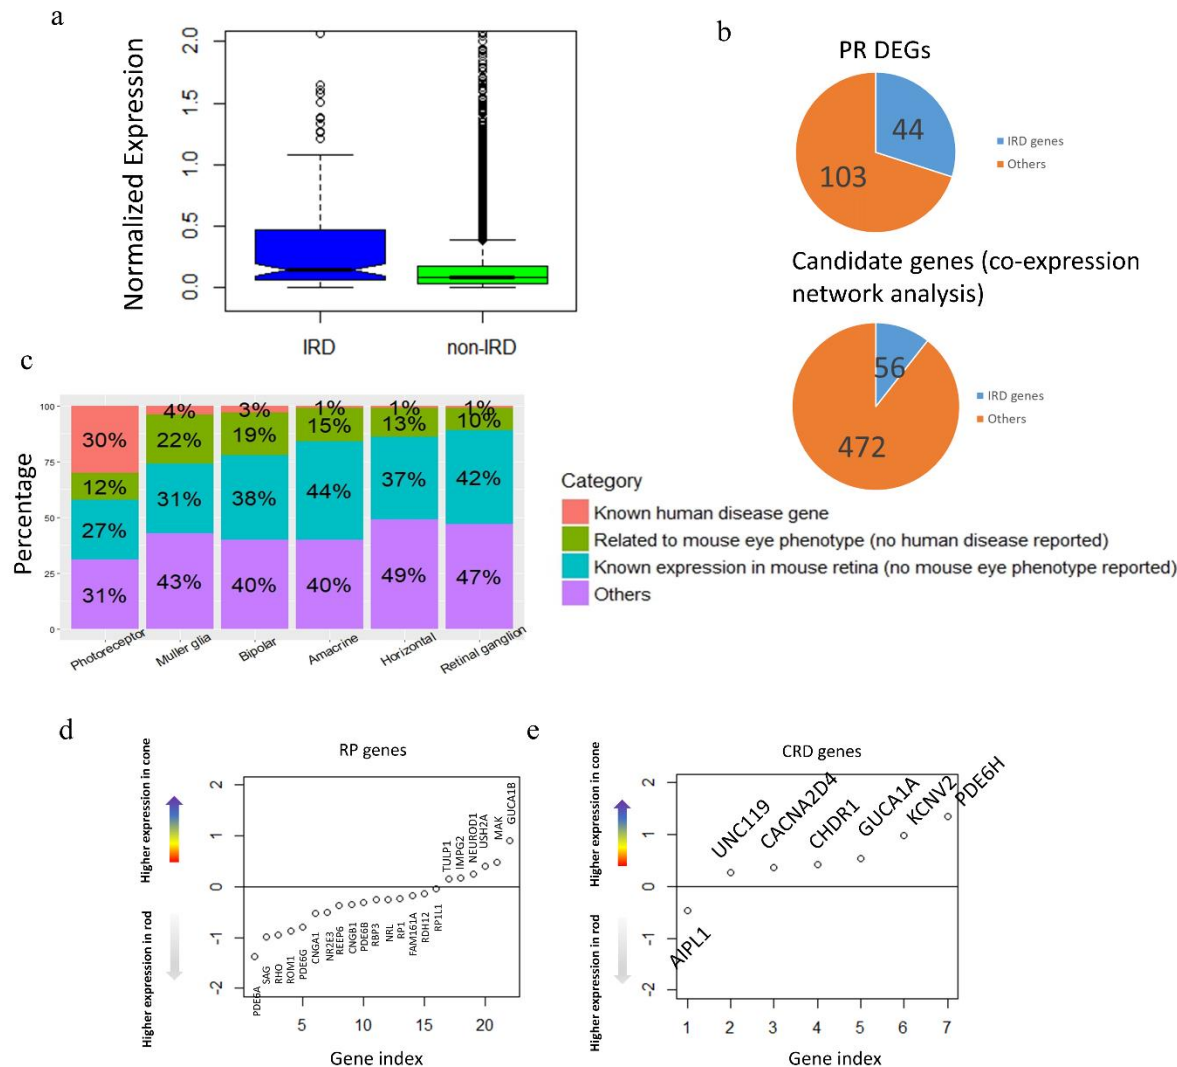 a
2.0
1.5
1.0
0.5
0.0
Normalized Expression
IRD
non-IRD
b
PR DEGs
44
103
IRD genes
Others
Candidate genes (co-expression
network analysis)
56
472
IRD genes
Others
c
Percentage
100
75
50
25
0
30%
12%
27%
31%
4%
22%
31%
43%
3%
19%
38%
40%
1%
15%
44%
40%
1%
13%
37%
49%
1%
10%
42%
47%
Photoreceptor
Muller glia
Bipolar
Amacrine
Horizontal
Retinal ganglion
Category
Known human disease gene
Related to mouse eye phenotype (no human disease reported)
Known expression in mouse retina (no mouse eye phenotype reported)
Others
d
RP genes
Higher expression in cone
Higher expression in rod
2
1
0
-1
-2
PDE6A
SAG
RHO
ROM1
PDE6G
CNGA1
NR2E3
REEP6
CNGB1
PDE6B
RBP3
NRL
RP1
FAM161A
RDH12
RP1L1
TULP1
IMPG2
NEUROD1
USH2A
MAK
GUCA1B
5
10
15
20
Gene index
e
CRD genes
Higher expression in cone
Higher expression in rod
2
1
0
-1
-2
AIPL1
UNC119
CACNA2D4
CHDR1
GUCA1A
KCNV2
PDE6H
1
2
3
4
5
6
7
Gene index